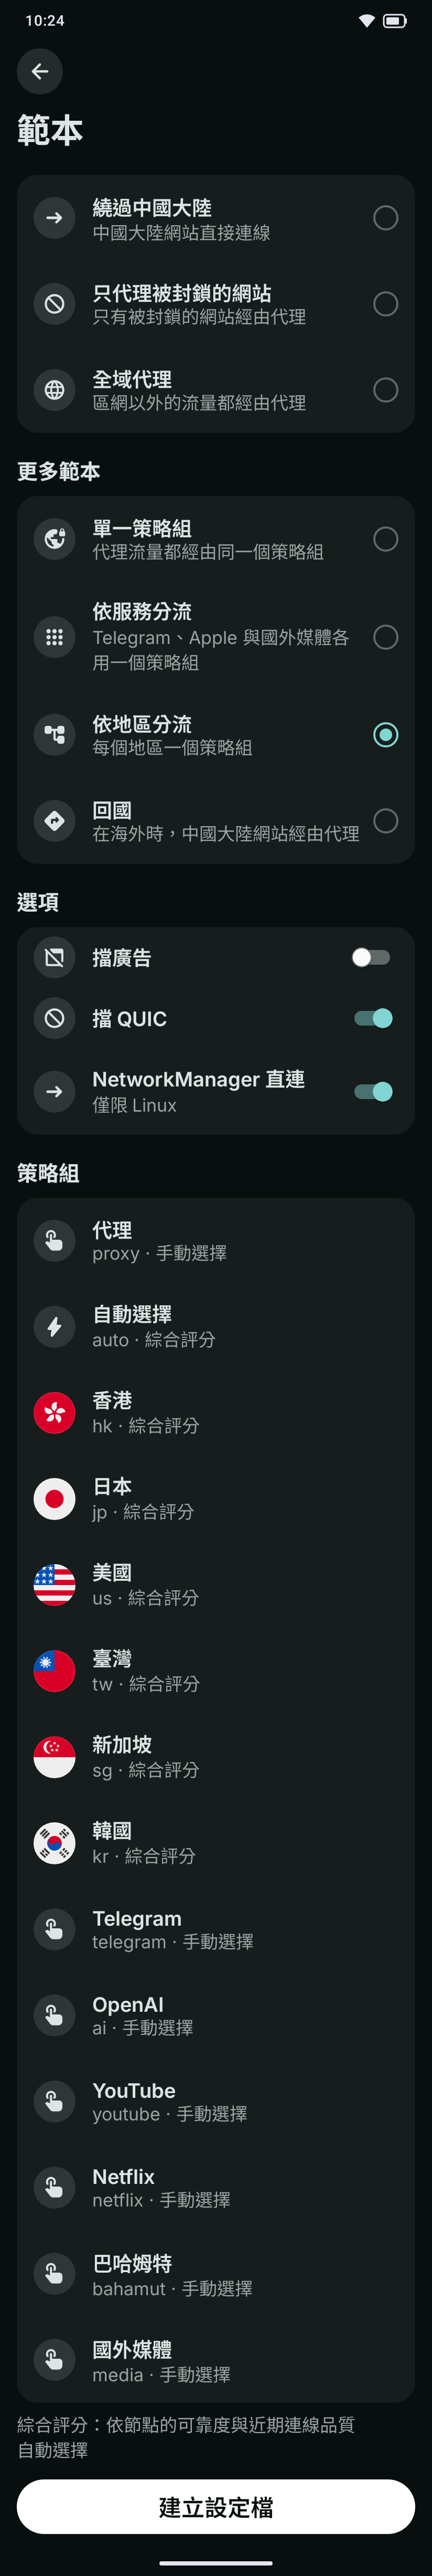 10:24
範本
繞過中國大陸
中國大陸網站直接連線
只代理被封鎖的網站
只有被封鎖的網站經由代理
全域代理
區網以外的流量都經由代理
更多範本
單一策略組
代理流量都經由同一個策略組
依服務分流
Telegram、Apple 與國外媒體各
用一個策略組
依地區分流
每個地區一個策略組
回國
在海外時，中國大陸網站經由代理
選項
擋廣告
擋 QUIC
NetworkManager 直連
僅限 Linux
策略組
代理
proxy · 手動選擇
自動選擇
auto · 綜合評分
香港
hk · 綜合評分
日本
jp · 綜合評分
美國
us · 綜合評分
臺灣
tw · 綜合評分
新加坡
sg · 綜合評分
韓國
kr · 綜合評分
Telegram
telegram · 手動選擇
OpenAI
ai · 手動選擇
YouTube
youtube · 手動選擇
Netflix
netflix · 手動選擇
巴哈姆特
bahamut · 手動選擇
國外媒體
media · 手動選擇
綜合評分：依節點的可靠度與近期連線品質
自動選擇
建立設定檔